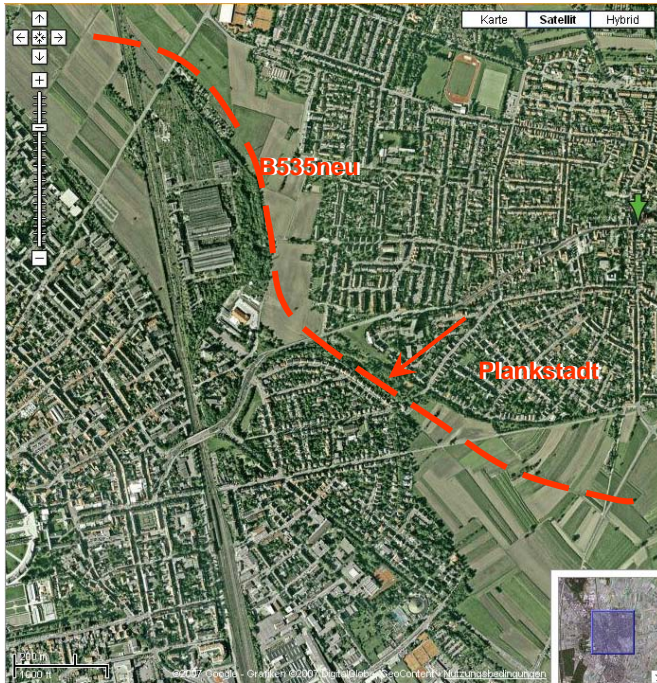 Karte Satellit Hybrid
B535neu
Plankstadt
200 m
1000 ft
©2007 Google - Grafiken ©2007 DigitalGlobe, GeoContent - Nutzungsbedingungen